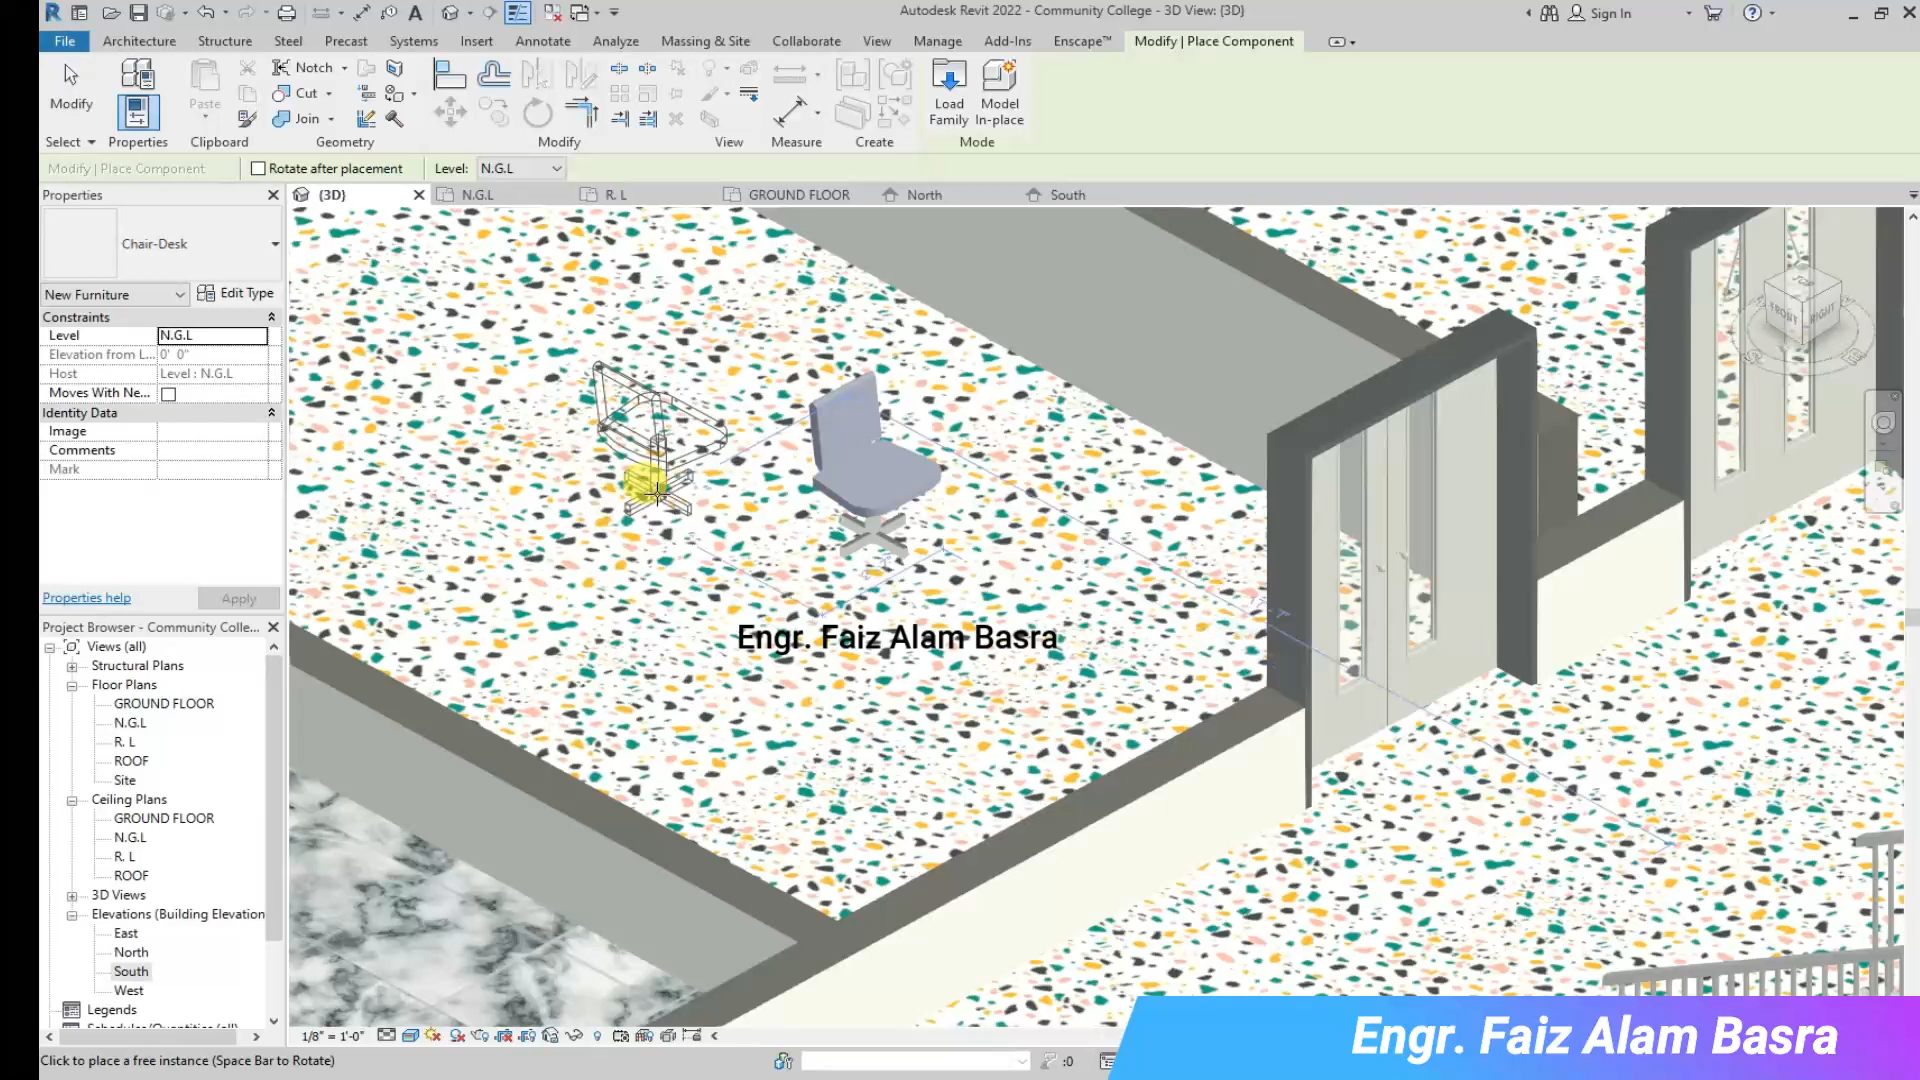 Autodesk Revit 2022 - Community College - 3D View: {3D}
Sign In
File
Architecture
Structure
Steel
Precast
Systems
Insert
Annotate
Analyze
Massing & Site
Collaborate
View
Manage
Add-Ins
Enscape™
Modify | Place Component
Modify
Paste
Notch
Cut
Join
Load Family
Model In-place
Select
Properties
Clipboard
Geometry
Modify
View
Measure
Create
Mode
Modify | Place Component
Rotate after placement
Level: N.G.L
Properties
{3D}
N.G.L
R. L
GROUND FLOOR
North
South
Chair-Desk
New Furniture
Edit Type
Constraints
Level N.G.L
Elevation from L... 0' 0"
Host Level : N.G.L
Moves With Ne...
Identity Data
Image
Comments
Mark
Properties help
Apply
Project Browser - Community Colle...
Views (all)
Structural Plans
Floor Plans
GROUND FLOOR
N.G.L
R. L
ROOF
Site
Ceiling Plans
GROUND FLOOR
N.G.L
R. L
ROOF
3D Views
Elevations (Building Elevation
East
North
South
West
Legends
TOP
FRONT
RIGHT
Engr. Faiz Alam Basra
1/8" = 1'-0"
Click to place a free instance (Space Bar to Rotate)
:0
Engr. Faiz Alam Basra